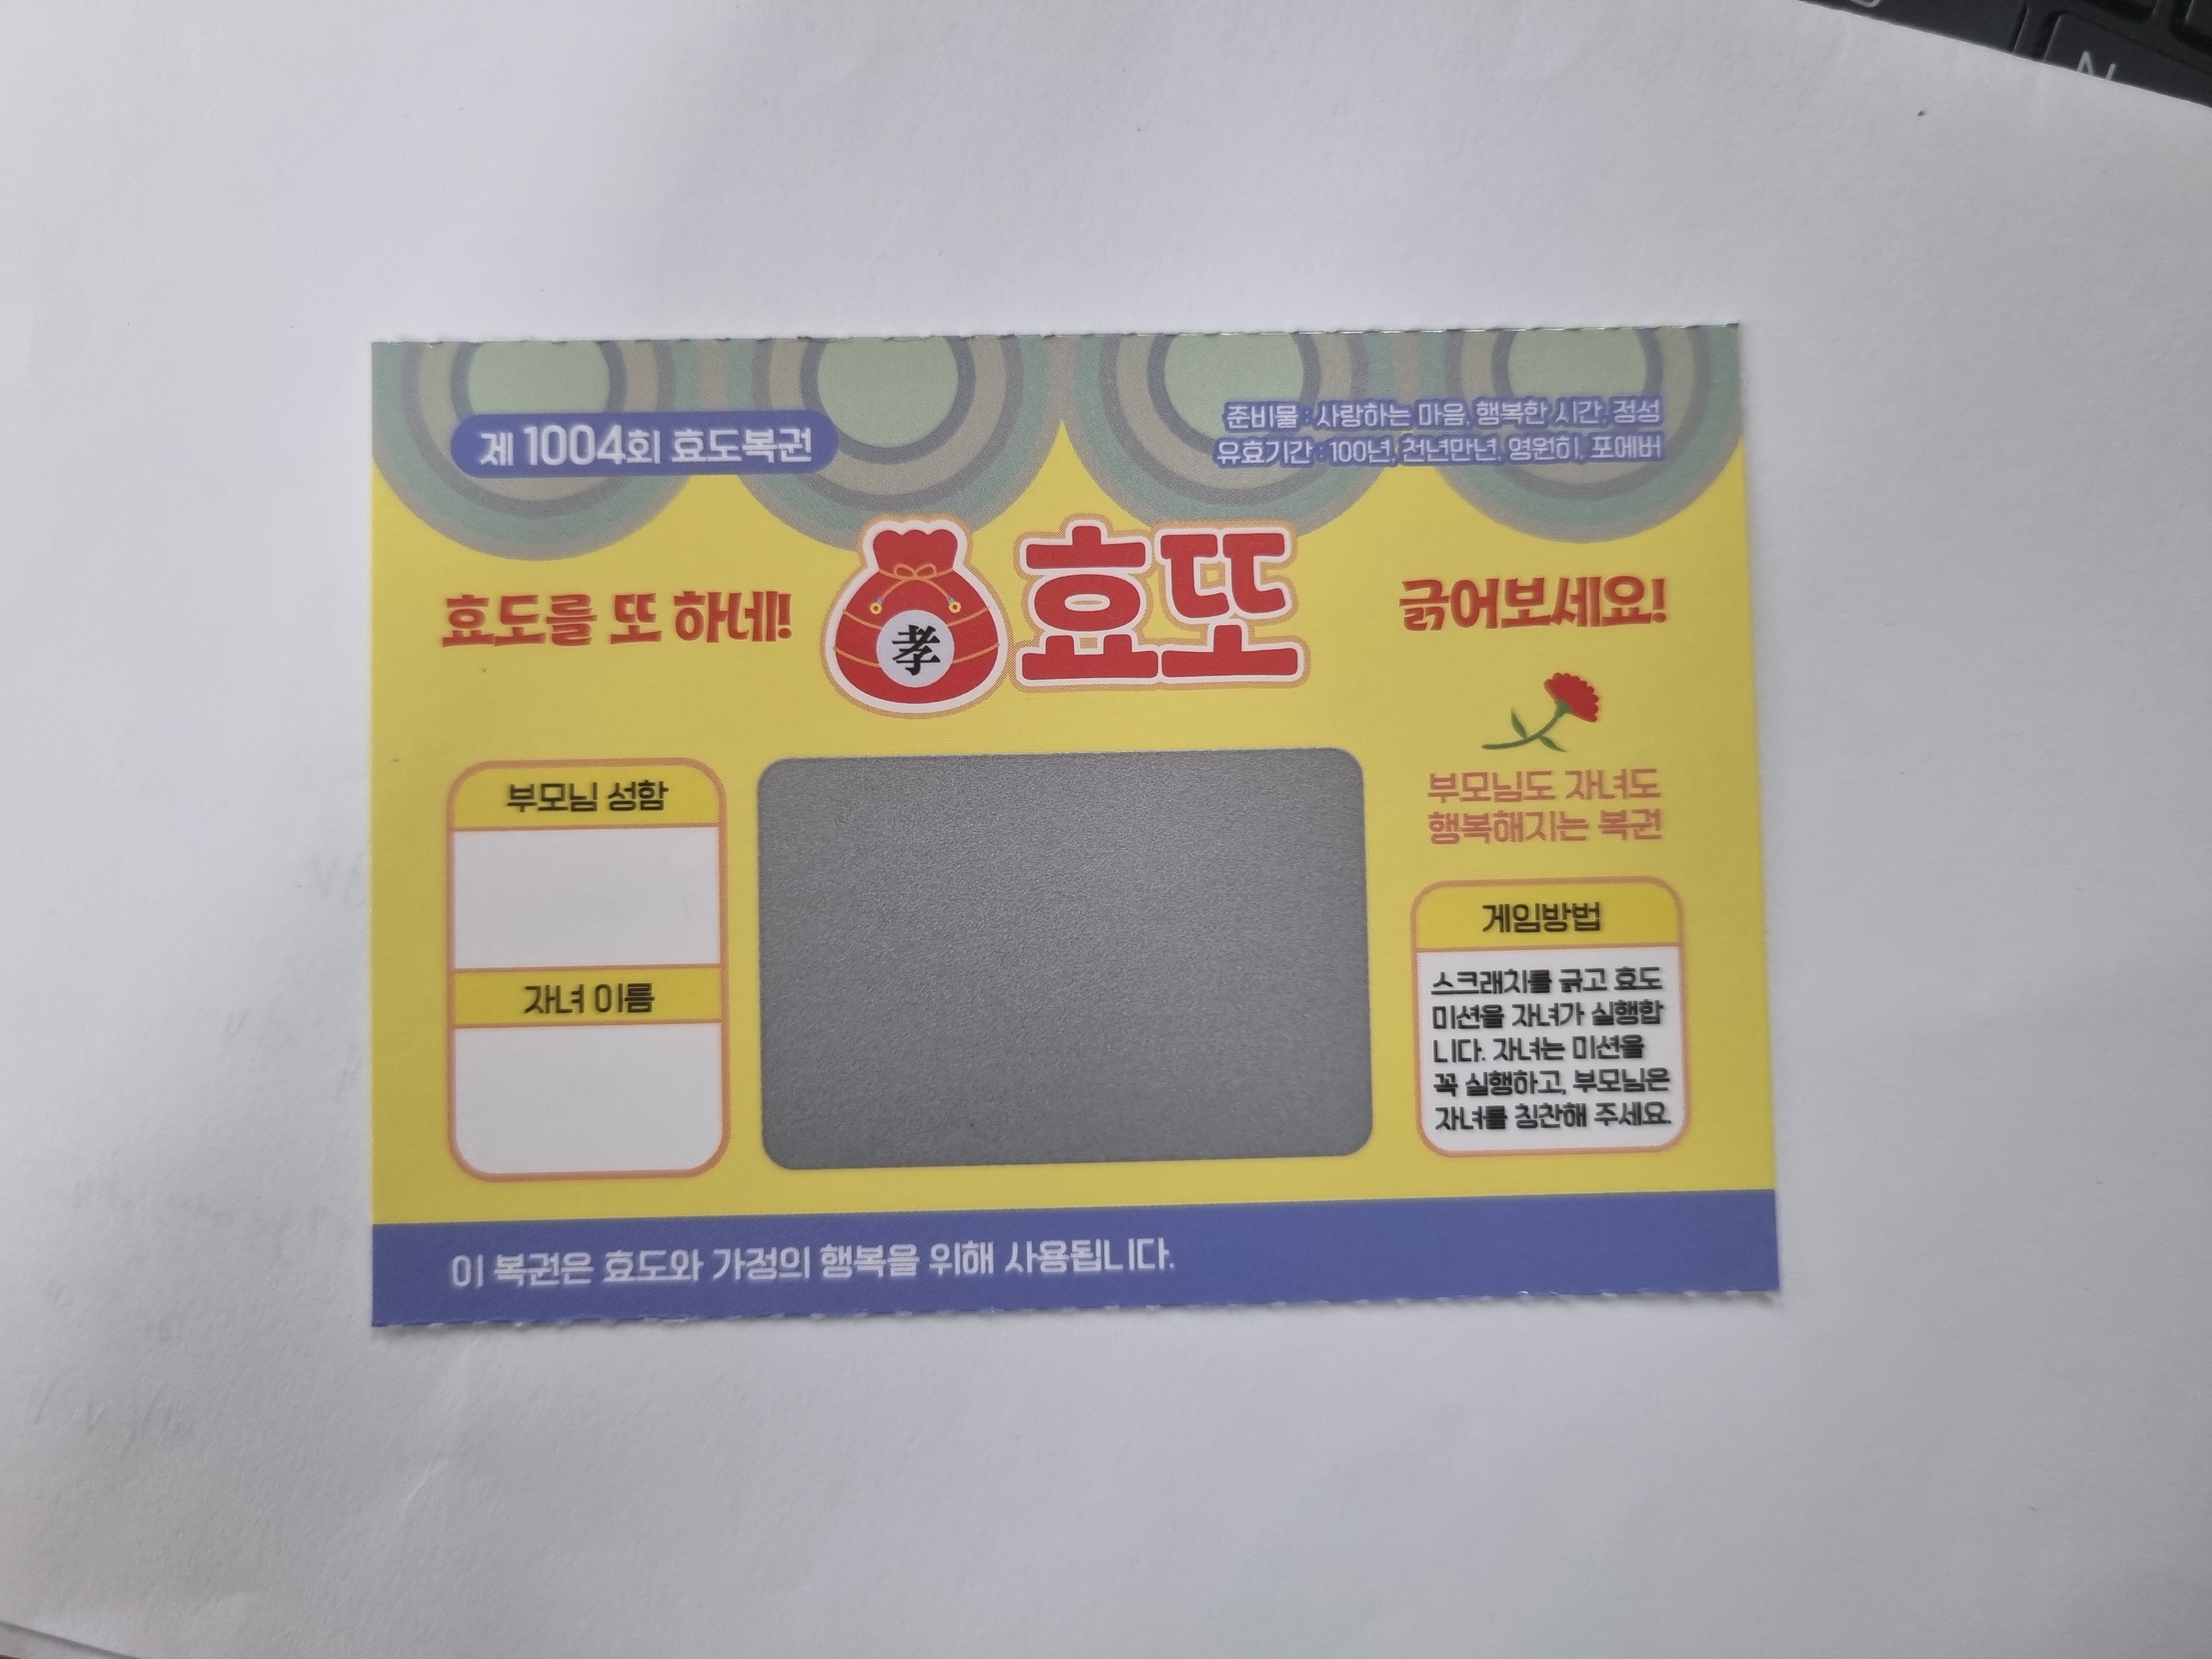 제 1004회 효도복권
준비물 : 사랑하는 마음, 행복한 시간, 정성
유효기간 : 100년, 천년만년, 영원히, 포에버
효도를 또 하네!
孝
효또
긁어보세요!
부모님 성함
자녀 이름
부모님도 자녀도
행복해지는 복권
게임방법
스크래치를 긁고 효도
미션을 자녀가 실행합
니다. 자녀는 미션을
꼭 실행하고 부모님은
자녀를 칭찬해 주세요
이 복권은 효도와 가정의 행복을 위해 사용됩니다.
N